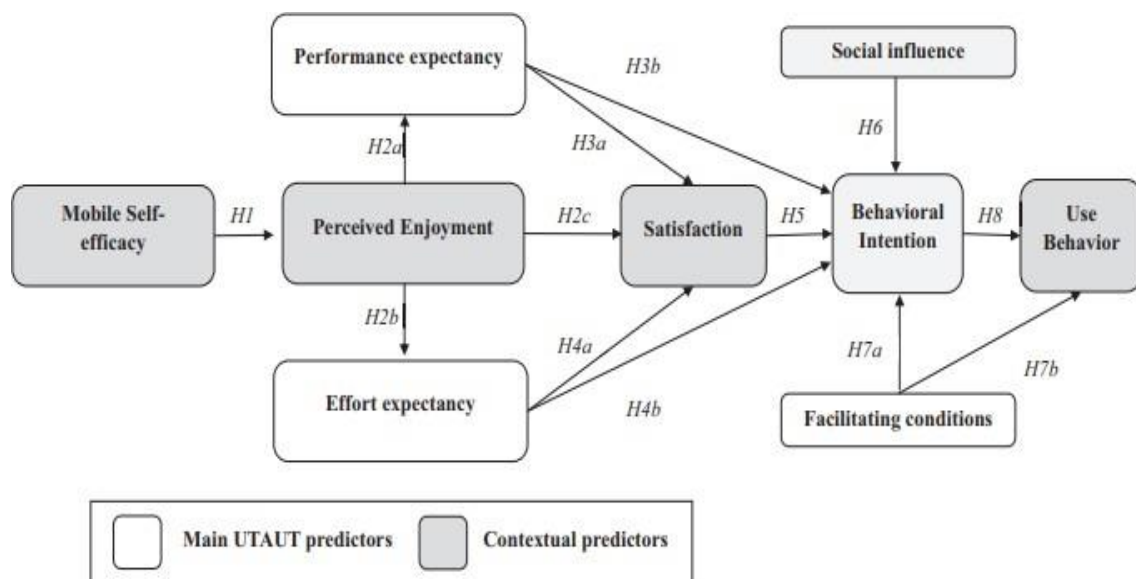 Performance expectancy
Social influence
H3b
H6
H2a
H3a
Mobile Self-
efficacy
H1
Perceived Enjoyment
H2c
Satisfaction
H5
Behavioral
Intention
H8
Use
Behavior
H2b
H4a
H7a
H7b
Effort expectancy
H4b
Facilitating conditions
Main UTAUT predictors
Contextual predictors